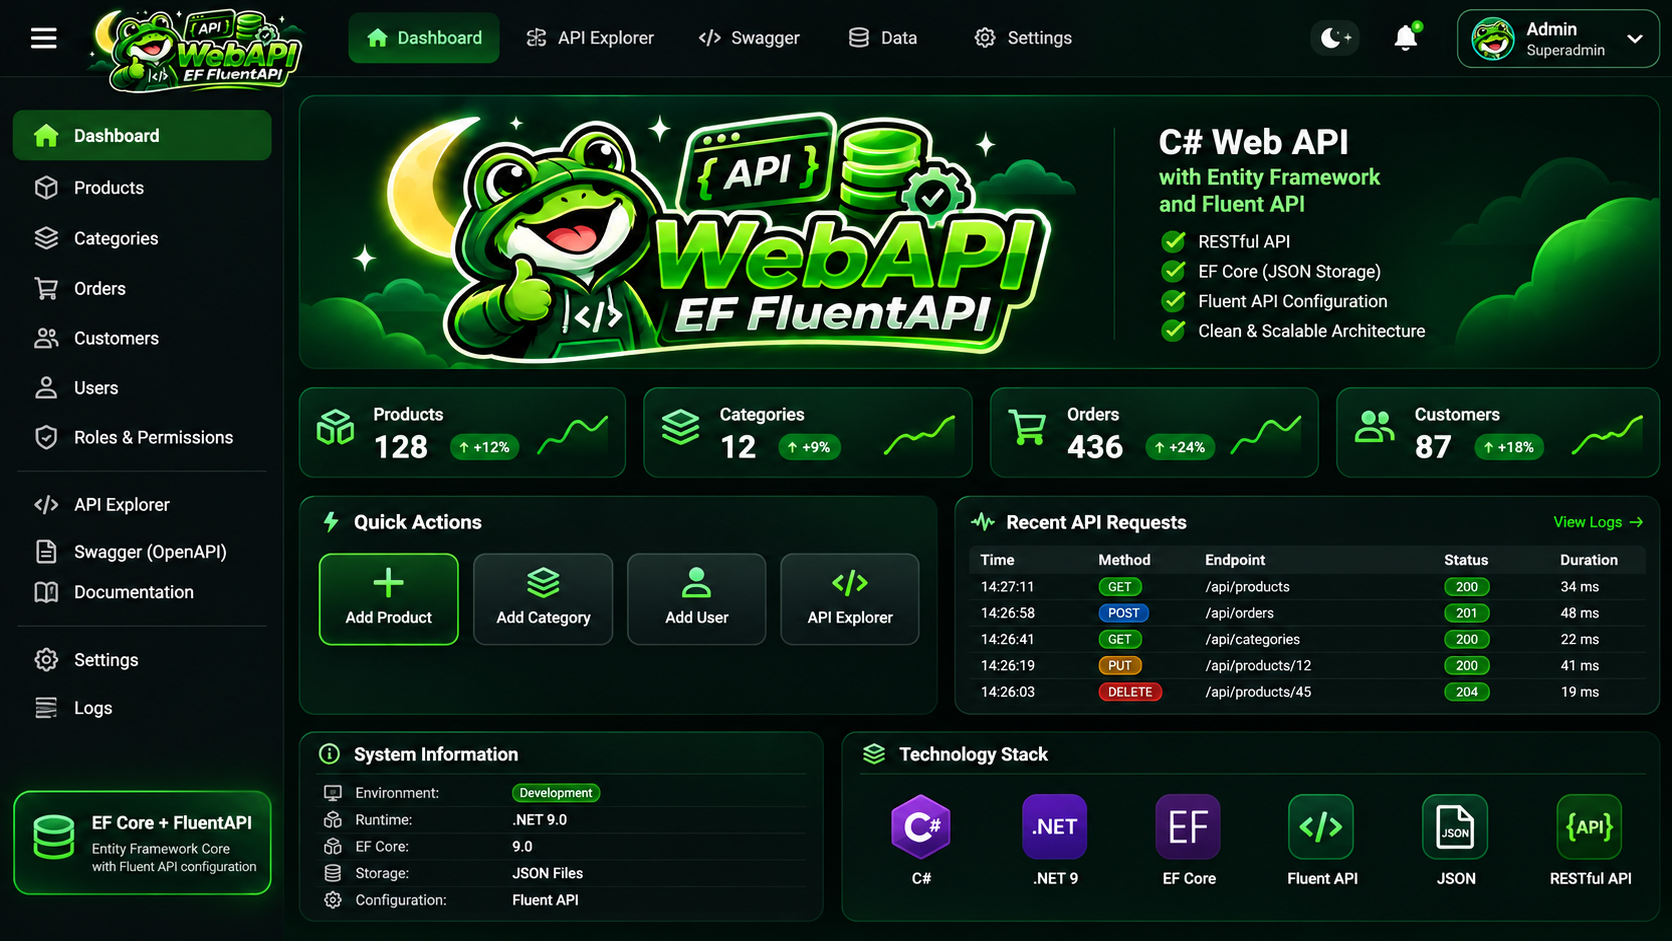 API
WebAPI
</>
EF FluentAPI
Dashboard
API Explorer
</> Swagger
Data
Settings
Admin
Superadmin
Dashboard
Products
Categories
Orders
Customers
Users
Roles & Permissions
</> API Explorer
Swagger (OpenAPI)
Documentation
Settings
Logs
EF Core + FluentAPI
Entity Framework Core
with Fluent API configuration
{ API }
WebAPI
</>
EF FluentAPI
C# Web API
with Entity Framework
and Fluent API
RESTful API
EF Core (JSON Storage)
Fluent API Configuration
Clean & Scalable Architecture
Products
128 ↑ +12%
Categories
12 ↑ +9%
Orders
436 ↑ +24%
Customers
87 ↑ +18%
Quick Actions
+
Add Product
Add Category
Add User
</>
API Explorer
Recent API Requests
View Logs →
Time Method Endpoint Status Duration
14:27:11 GET /api/products 200 34 ms
14:26:58 POST /api/orders 201 48 ms
14:26:41 GET /api/categories 200 22 ms
14:26:19 PUT /api/products/12 200 41 ms
14:26:03 DELETE /api/products/45 204 19 ms
System Information
Environment: Development
Runtime: .NET 9.0
EF Core: 9.0
Storage: JSON Files
Configuration: Fluent API
Technology Stack
C#
C#
.NET
.NET 9
EF
EF Core
</>
Fluent API
JSON
JSON
{API}
RESTful API